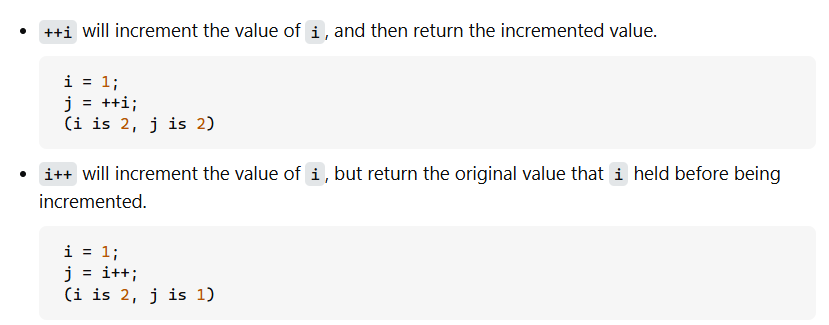 • ++i will increment the value of i, and then return the incremented value.
i = 1;
j = ++i;
(i is 2, j is 2)
• i++ will increment the value of i, but return the original value that i held before being
incremented.
i = 1;
j = i++;
(i is 2, j is 1)